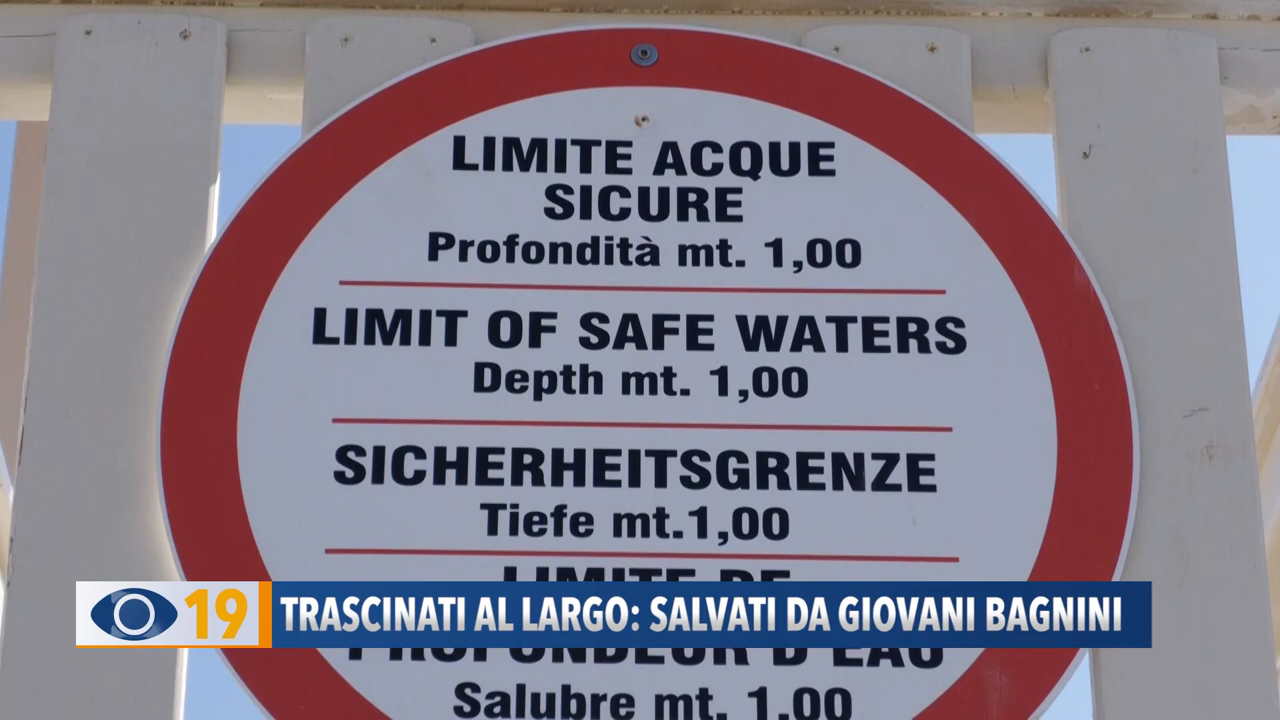 LIMITE ACQUE
SICURE
Profondità mt. 1,00
LIMIT OF SAFE WATERS
Depth mt. 1,00
SICHERHEITSGRENZE
Tiefe mt.1,00
LIMITE DE
19 TRASCINATI AL LARGO: SALVATI DA GIOVANI BAGNINI
PROFONDEUR D'EAU
Salubre mt. 1,00